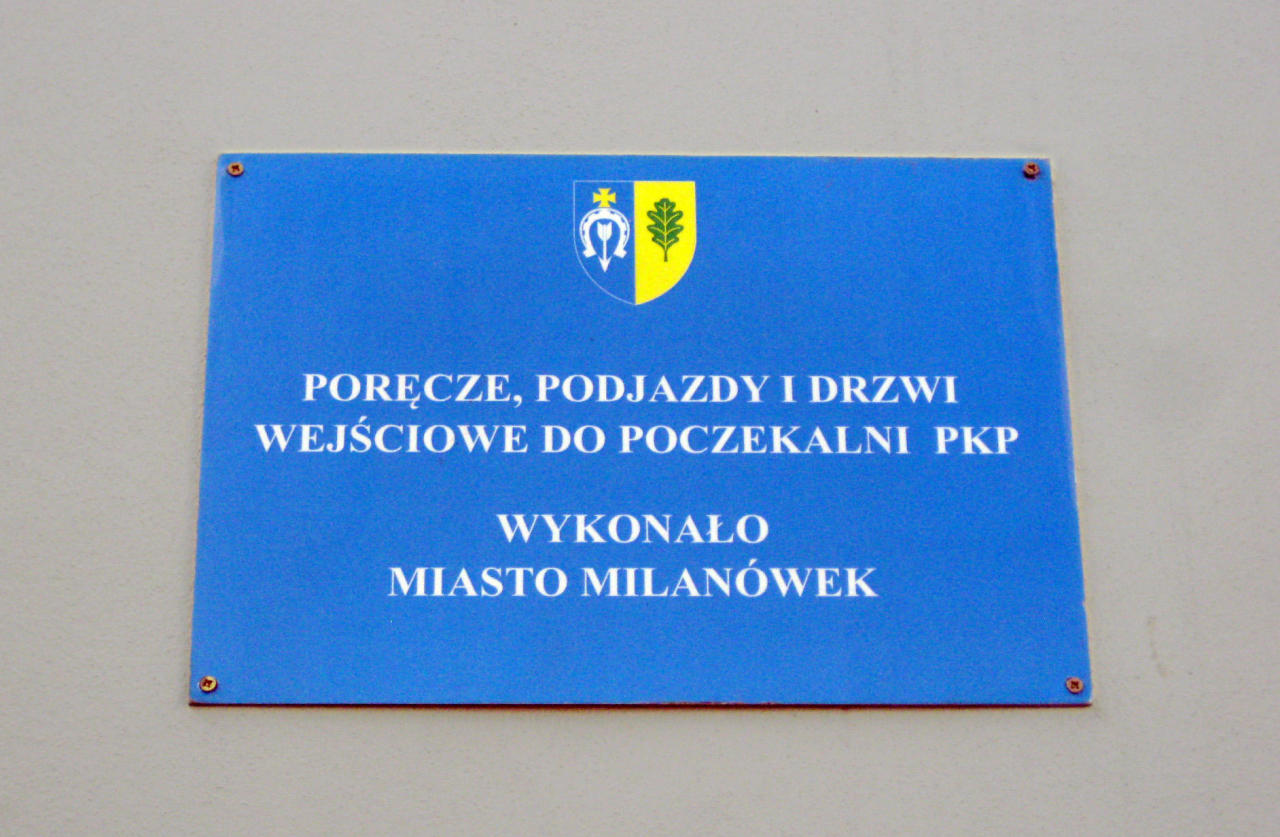 PORĘCZE, PODJAZDY I DRZWI
WEJŚCIOWE DO POCZEKALNI PKP
WYKONAŁO
MIASTO MILANÓWEK